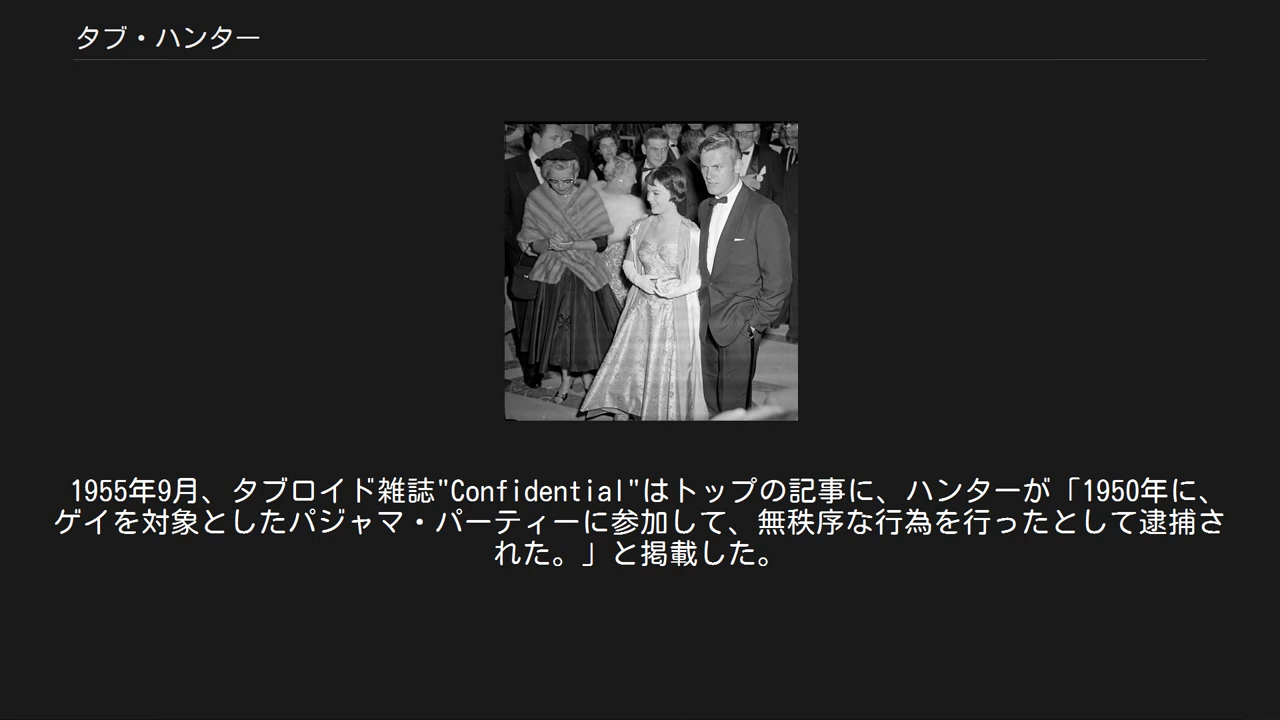 タブ・ハンター
1955年9月、タブロイド雑誌"Confidential"はトップの記事に、ハンターが「1950年に、
ゲイを対象としたパジャマ・パーティーに参加して、無秩序な行為を行ったとして逮捕さ
れた。」と掲載した。